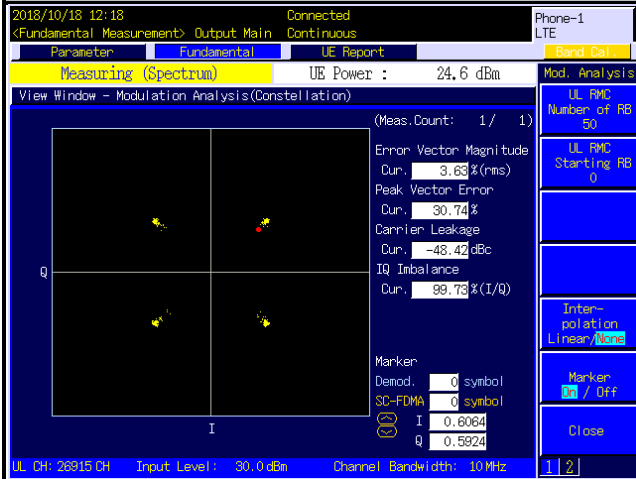 2018/10/18 12:18 Connected
<Fundamental Measurement> Output Main Continuous
Phone-1
LTE
Parameter Fundamental UE Report Band Cal.
Measuring (Spectrum) UE Power : 24.6 dBm Mod. Analysis
View Window - Modulation Analysis(Constellation)
(Meas.Count: 1/ 1)
Error Vector Magnitude
Cur. 3.63 %(rms)
Peak Vector Error
Cur. 30.74 %
Carrier Leakage
Cur. -48.42 dBc
IQ Imbalance
Cur. 99.73 %(I/Q)
Q
I
Marker
Demod. 0 symbol
SC-FDMA 0 symbol
I 0.6064
Q 0.5924
UL RMC
Number of RB
50
UL RMC
Starting RB
0
Inter-
polation
Linear/None
Marker
On / Off
Close
UL CH: 26915 CH Input Level: 30.0 dBm Channel Bandwidth: 10 MHz
1 2